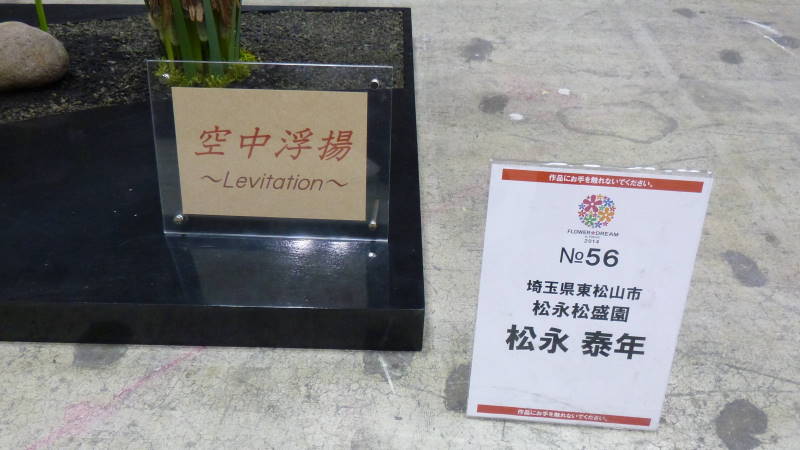 空中浮揚
～Levitation～
作品にお手を触れないでください。
FLOWER★DREAM
2014
№56
埼玉県東松山市
松永松盛園
松永 泰年
作品にお手を触れないでください。